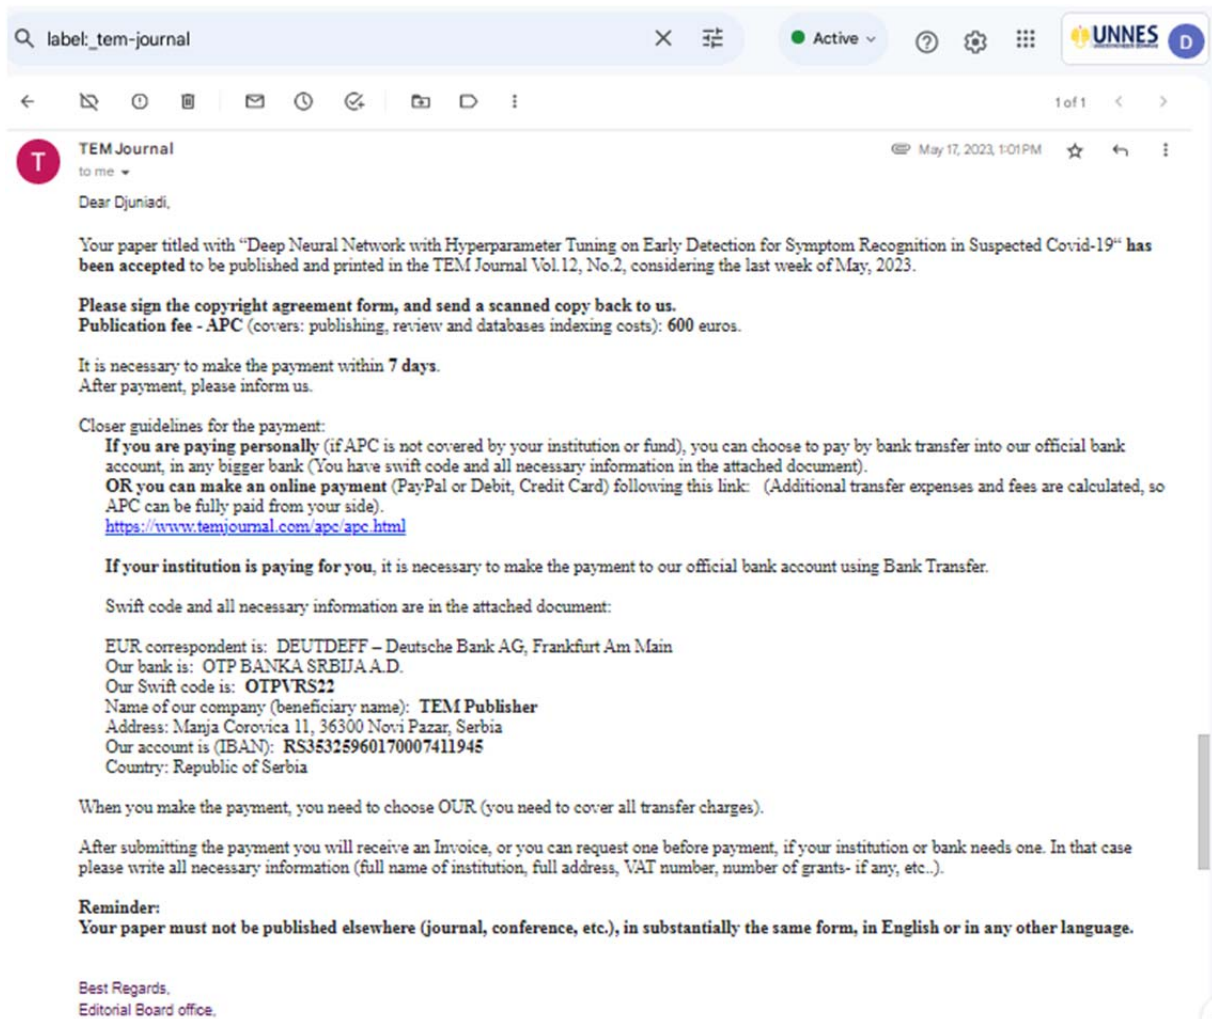 label:_tem-journal
Active
UNNES
D
1 of 1
T
TEM Journal
May 17, 2023, 1:01 PM
to me
Dear Djuniadi,
Your paper titled with “Deep Neural Network with Hyperparameter Tuning on Early Detection for Symptom Recognition in Suspected Covid-19“ has
been accepted to be published and printed in the TEM Journal Vol.12, No.2, considering the last week of May, 2023.
Please sign the copyright agreement form, and send a scanned copy back to us.
Publication fee - APC (covers: publishing, review and databases indexing costs): 600 euros.
It is necessary to make the payment within 7 days.
After payment, please inform us.
Closer guidelines for the payment:
If you are paying personally (if APC is not covered by your institution or fund), you can choose to pay by bank transfer into our official bank
account, in any bigger bank (You have swift code and all necessary information in the attached document).
OR you can make an online payment (PayPal or Debit, Credit Card) following this link: (Additional transfer expenses and fees are calculated, so
APC can be fully paid from your side).
https://www.temjournal.com/apc/apc.html
If your institution is paying for you, it is necessary to make the payment to our official bank account using Bank Transfer.
Swift code and all necessary information are in the attached document:
EUR correspondent is: DEUTDEFF – Deutsche Bank AG, Frankfurt Am Main
Our bank is: OTP BANKA SRBIJA A.D.
Our Swift code is: OTPVRS22
Name of our company (beneficiary name): TEM Publisher
Address: Manja Corovica 11, 36300 Novi Pazar, Serbia
Our account is (IBAN): RS35325960170007411945
Country: Republic of Serbia
When you make the payment, you need to choose OUR (you need to cover all transfer charges).
After submitting the payment you will receive an Invoice, or you can request one before payment, if your institution or bank needs one. In that case
please write all necessary information (full name of institution, full address, VAT number, number of grants- if any, etc..).
Reminder:
Your paper must not be published elsewhere (journal, conference, etc.), in substantially the same form, in English or in any other language.
Best Regards,
Editorial Board office,